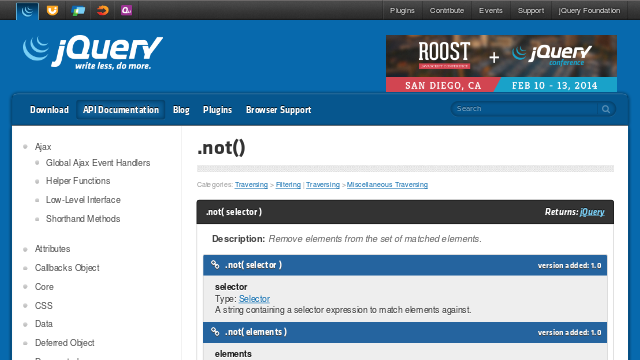 Plugins Contribute Events Support jQuery Foundation
jQuery
write less, do more.
ROOST + jQuery
conference
SAN DIEGO, CA FEB 10 - 13, 2014
Download API Documentation Blog Plugins Browser Support Search
Ajax
Global Ajax Event Handlers
Helper Functions
Low-Level Interface
Shorthand Methods
Attributes
Callbacks Object
Core
CSS
Data
Deferred Object
.not()
Categories: Traversing > Filtering | Traversing > Miscellaneous Traversing
.not( selector ) Returns: jQuery
Description: Remove elements from the set of matched elements.
.not( selector ) version added: 1.0
selector
Type: Selector
A string containing a selector expression to match elements against.
.not( elements ) version added: 1.0
elements